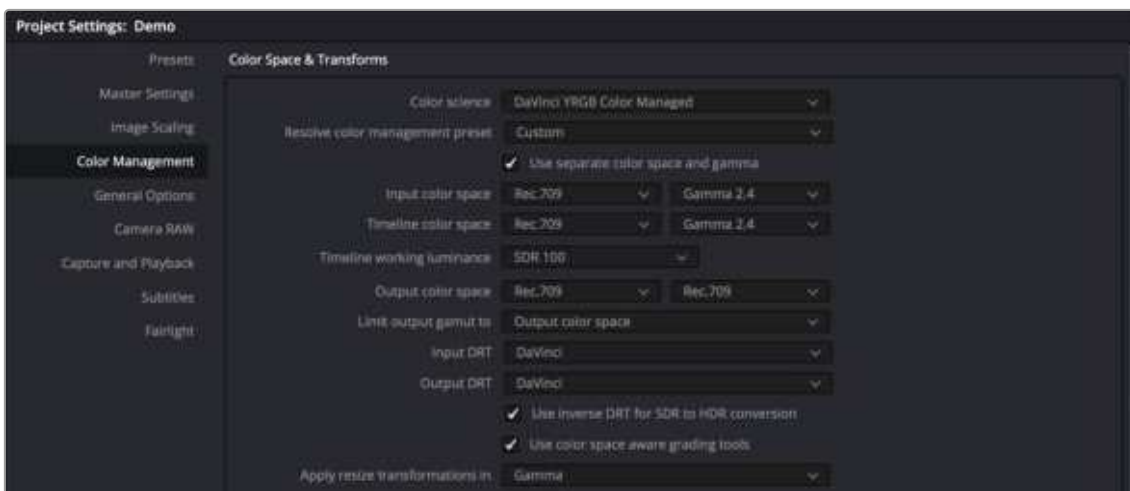 Project Settings: Demo
Presets
Master Settings
Image Scaling
Color Management
General Options
Camera RAW
Capture and Playback
Subtitles
Fairlight
Color Space & Transforms
Color science DaVinci YRGB Color Managed
Resolve color management preset Custom
Use separate color space and gamma
Input color space Rec.709 Gamma 2.4
Timeline color space Rec.709 Gamma 2.4
Timeline working luminance SDR 100
Output color space Rec.709 Rec.709
Limit output gamut to Output color space
Input DRT DaVinci
Output DRT DaVinci
Use inverse DRT for SDR to HDR conversion
Use color space aware grading tools
Apply resize transformations in Gamma